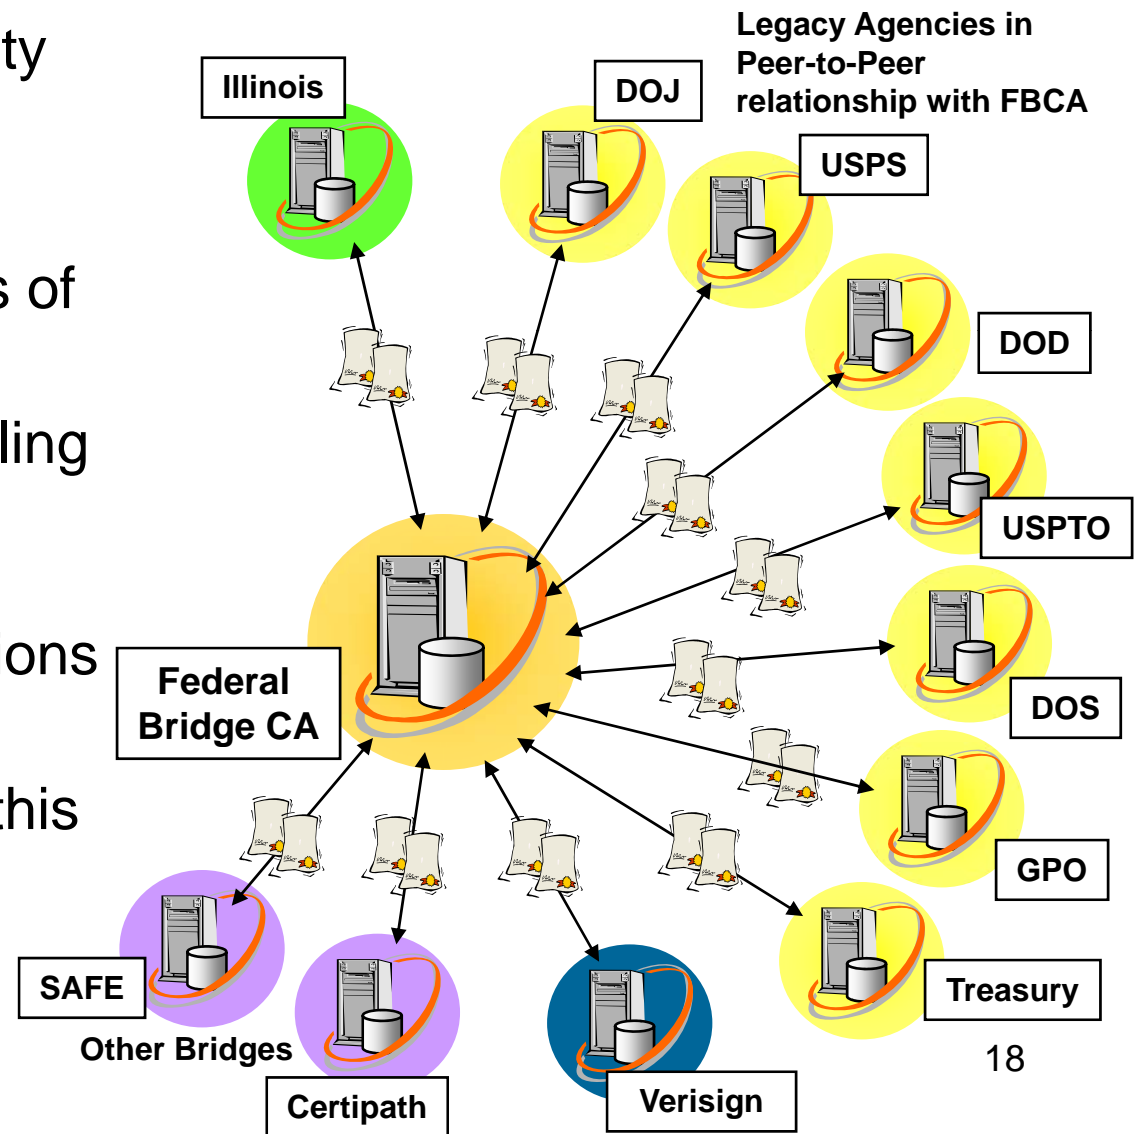 ty
s of
ling
ions
this
Legacy Agencies in
Peer-to-Peer
relationship with FBCA
Illinois
DOJ
USPS
DOD
USPTO
DOS
GPO
Treasury
Federal
Bridge CA
SAFE
Other Bridges
Certipath
Verisign
18